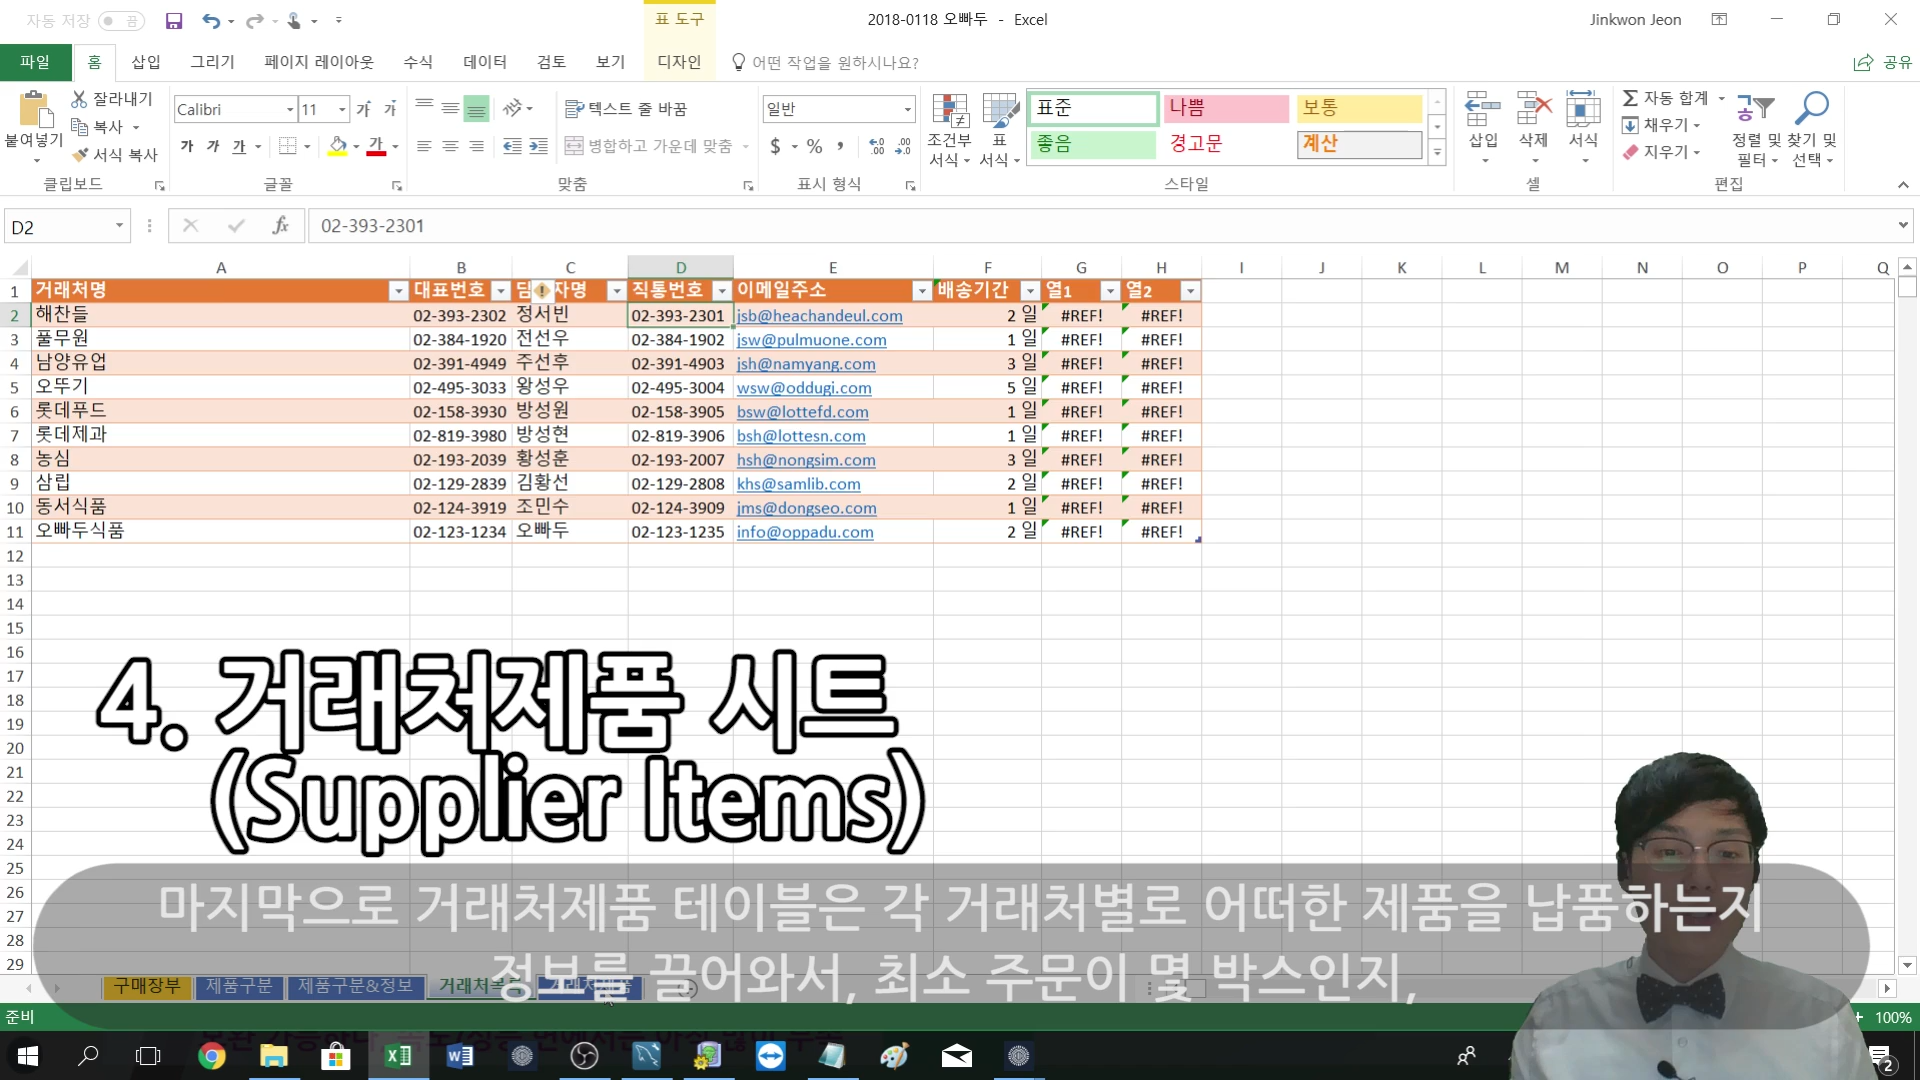 자동 저장 끔
표 도구
2018-0118 오빠두 - Excel
Jinkwon Jeon
파일 홈 삽입 그리기 페이지 레이아웃 수식 데이터 검토 보기 디자인 어떤 작업을 원하시나요? 공유
붙여넣기 잘라내기 복사 서식 복사 클립보드
Calibri 11 가 가
가 가 가 가 글꼴
텍스트 줄 바꿈
병합하고 가운데 맞춤 맞춤
일반
$ % , 표시 형식
조건부 서식 표 서식
표준 나쁨 보통
좋음 경고문 계산
스타일
삽입 삭제 서식 셀
자동 합계
채우기
지우기
정렬 및 필터 찾기 및 선택 편집
D2 fx 02-393-2301
A B C D E F G H I J K L M N O P Q
1 거래처명 대표번호 담 자명 직통번호 이메일주소 배송기간 열1 열2
2 해찬들 02-393-2302 정서빈 02-393-2301 jsb@heachandeul.com 2 일 #REF! #REF!
3 풀무원 02-384-1920 전선우 02-384-1902 jsw@pulmuone.com 1 일 #REF! #REF!
4 남양유업 02-391-4949 주선후 02-391-4903 jsh@namyang.com 3 일 #REF! #REF!
5 오뚜기 02-495-3033 왕성우 02-495-3004 wsw@oddugi.com 5 일 #REF! #REF!
6 롯데푸드 02-158-3930 방성원 02-158-3905 bsw@lottefd.com 1 일 #REF! #REF!
7 롯데제과 02-819-3980 방성현 02-819-3906 bsh@lottesn.com 1 일 #REF! #REF!
8 농심 02-193-2039 황성훈 02-193-2007 hsh@nongsim.com 3 일 #REF! #REF!
9 삼립 02-129-2839 김황선 02-129-2808 khs@samlib.com 2 일 #REF! #REF!
10 동서식품 02-124-3919 조민수 02-124-3909 jms@dongseo.com 1 일 #REF! #REF!
11 오빠두식품 02-123-1234 오빠두 02-123-1235 info@oppadu.com 2 일 #REF! #REF!
12
13
14
15
16
17
18
19
20
21
22
23
24
25
26
27
28
29
4. 거래처제품 시트
(Supplier Items)
마지막으로 거래처제품 테이블은 각 거래처별로 어떠한 제품을 납품하는지
정보를 끌어와서, 최소 주문이 몇 박스인지,
구매장부 제품구분 제품구분&정보 거래처목록 거래처제품
준비 100%
2